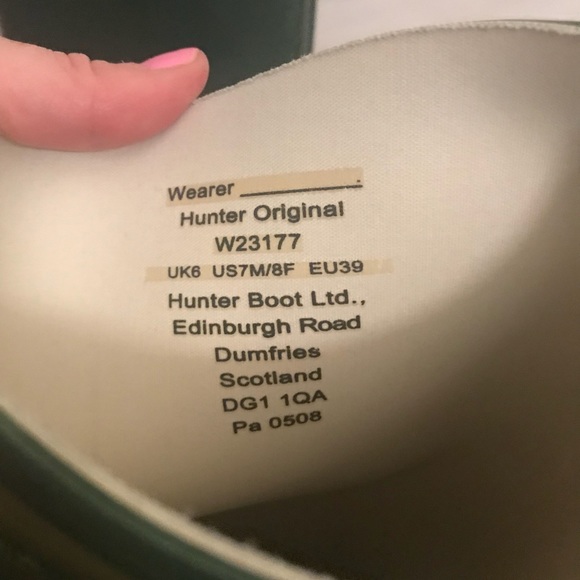 Wearer
Hunter Original
W23177
UK6 US7M/8F EU39
Hunter Boot Ltd.,
Edinburgh Road
Dumfries
Scotland
DG1 1QA
Pa 0508